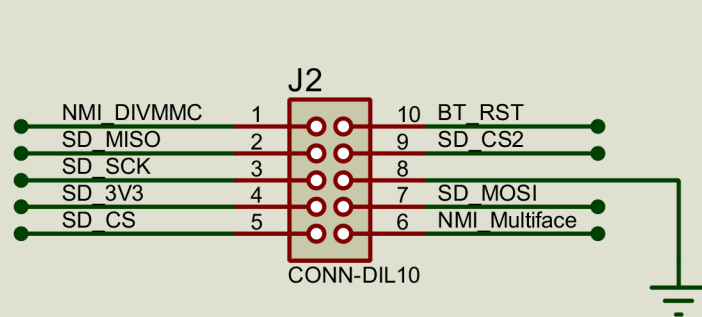 J2
NMI_DIVMMC 1 10 BT_RST
SD_MISO 2 9 SD_CS2
SD_SCK 3 8
SD_3V3 4 7 SD_MOSI
SD_CS 5 6 NMI_Multiface
CONN-DIL10